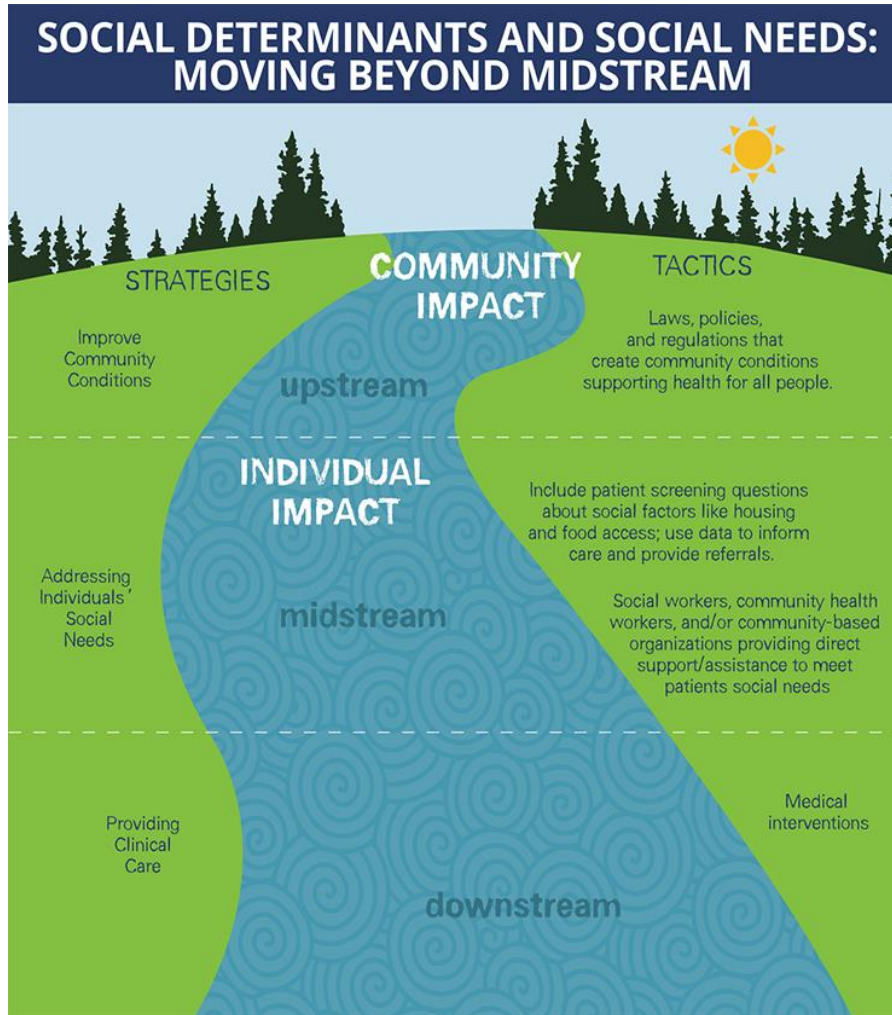 SOCIAL DETERMINANTS AND SOCIAL NEEDS:
MOVING BEYOND MIDSTREAM
STRATEGIES
COMMUNITY
IMPACT
TACTICS
Improve
Community
Conditions
upstream
Laws, policies,
and regulations that
create community conditions
supporting health for all people.
INDIVIDUAL
IMPACT
Addressing
Individuals'
Social
Needs
midstream
Include patient screening questions
about social factors like housing
and food access; use data to inform
care and provide referrals.
Social workers, community health
workers, and/or community-based
organizations providing direct
support/assistance to meet
patients social needs
Providing
Clinical
Care
downstream
Medical
interventions